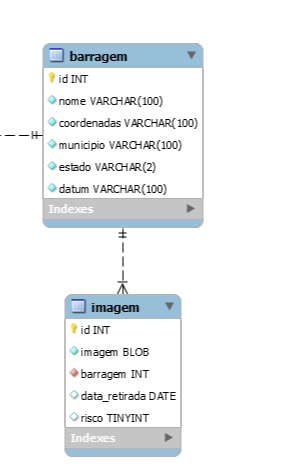 barragem
id INT
nome VARCHAR(100)
coordenadas VARCHAR(100)
municipio VARCHAR(100)
estado VARCHAR(2)
datum VARCHAR(100)
Indexes
imagem
id INT
imagem BLOB
barragem INT
data_retirada DATE
risco TINYINT
Indexes